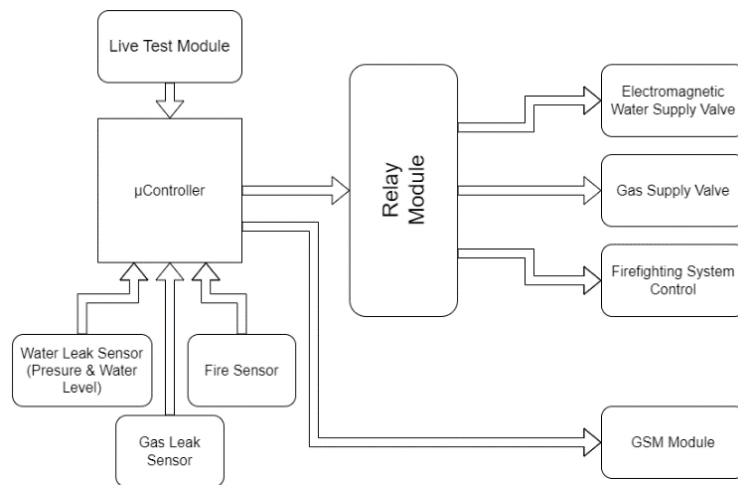 Live Test Module
µController
Relay
Module
Electromagnetic
Water Supply Valve
Gas Supply Valve
Firefighting System
Control
Water Leak Sensor
(Presure & Water
Level)
Fire Sensor
Gas Leak
Sensor
GSM Module